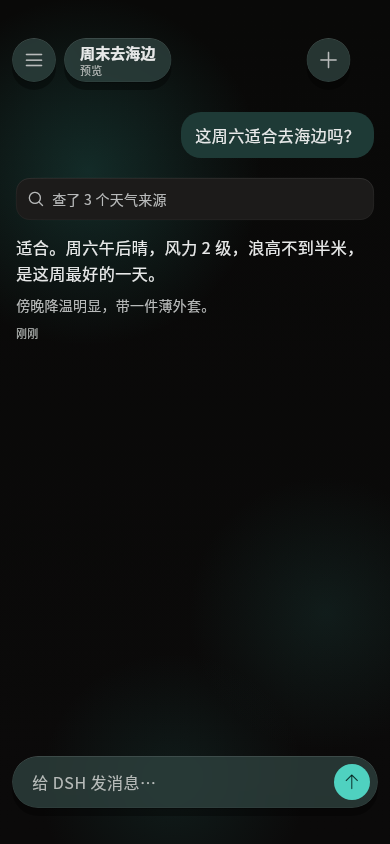 周末去海边
预览
这周六适合去海边吗？
查了 3 个天气来源
适合。周六午后晴，风力 2 级，浪高不到半米，
是这周最好的一天。
傍晚降温明显，带一件薄外套。
刚刚
给 DSH 发消息…